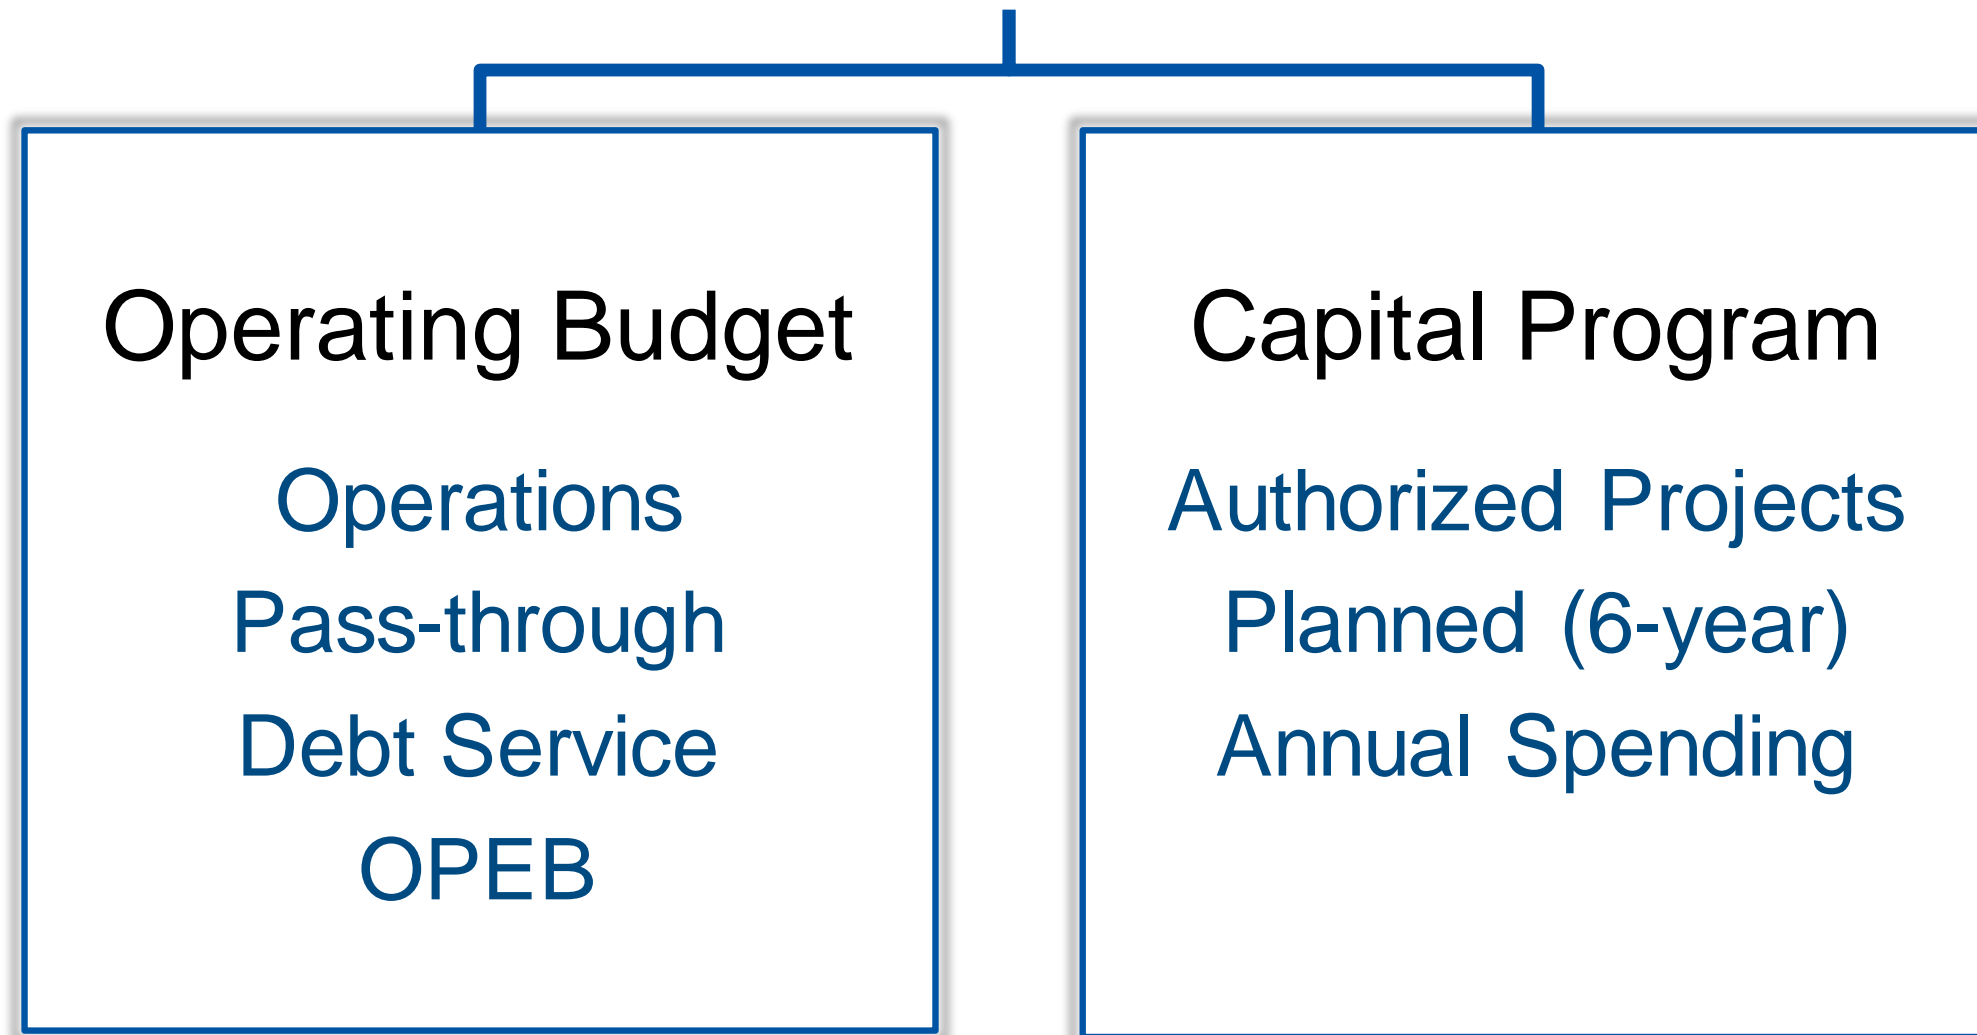 Operating Budget
Operations
Pass-through
Debt Service
OPEB
Capital Program
Authorized Projects
Planned (6-year)
Annual Spending